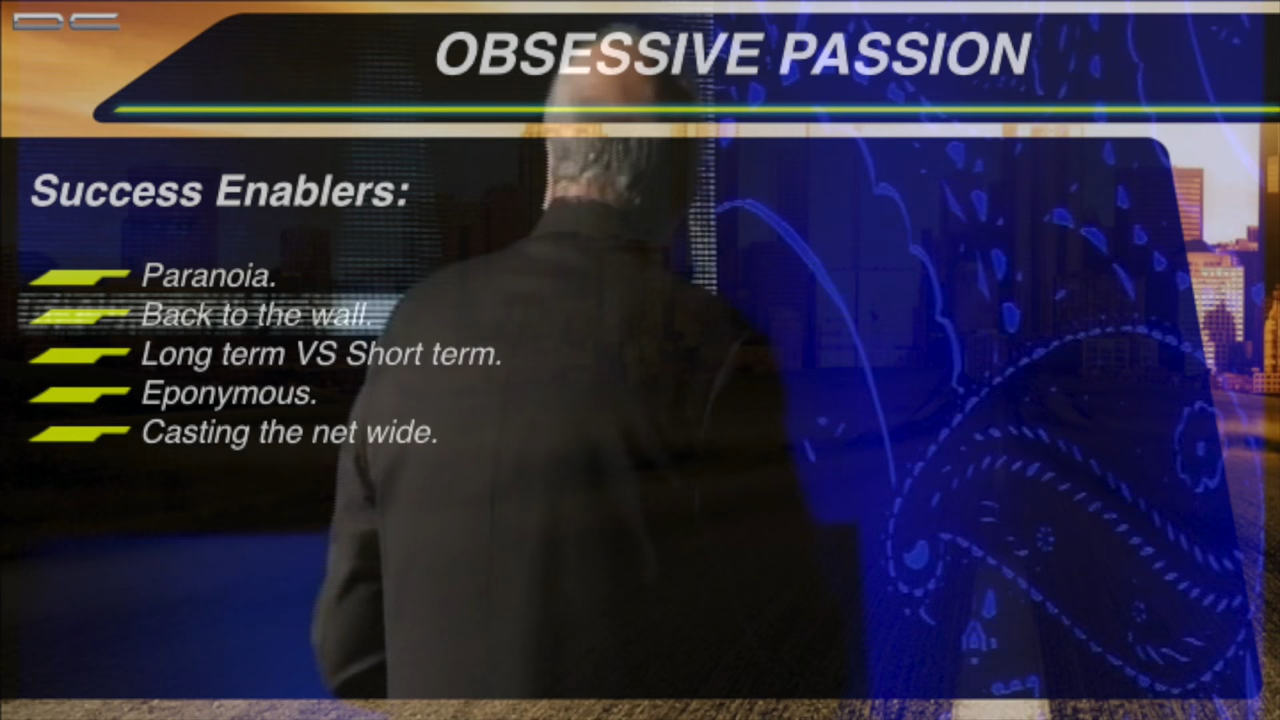 DC
OBSESSIVE PASSION
Success Enablers:
Paranoia.
Back to the wall.
Long term VS Short term.
Eponymous.
Casting the net wide.